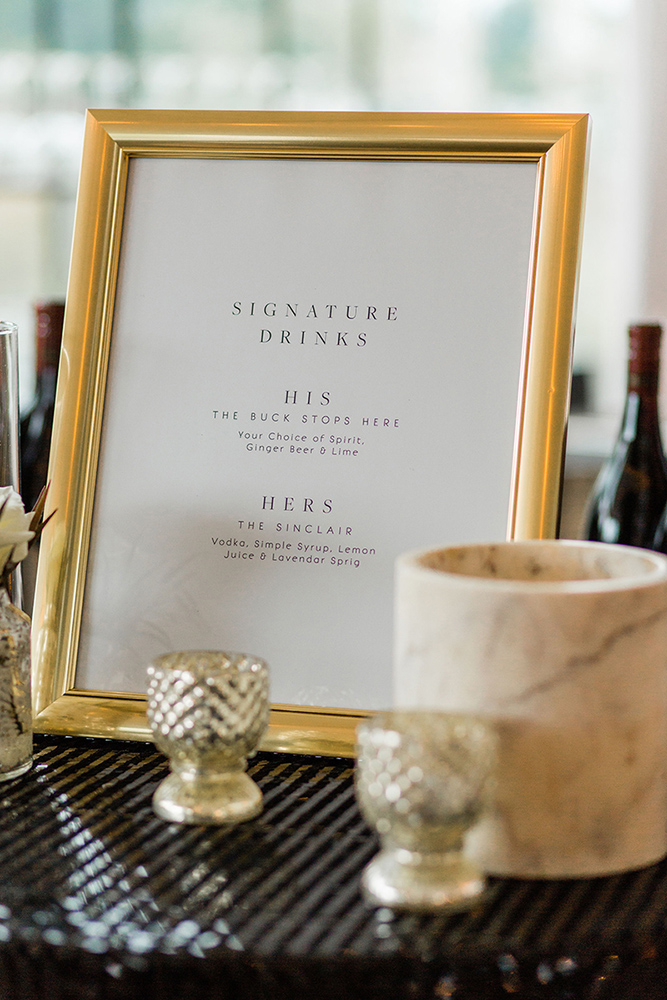 SIGNATURE
DRINKS
HIS
THE BUCK STOPS HERE
Your Choice of Spirit,
Ginger Beer & Lime
HERS
THE SINCLAIR
Vodka, Simple Syrup, Lemon
Juice & Lavendar Sprig